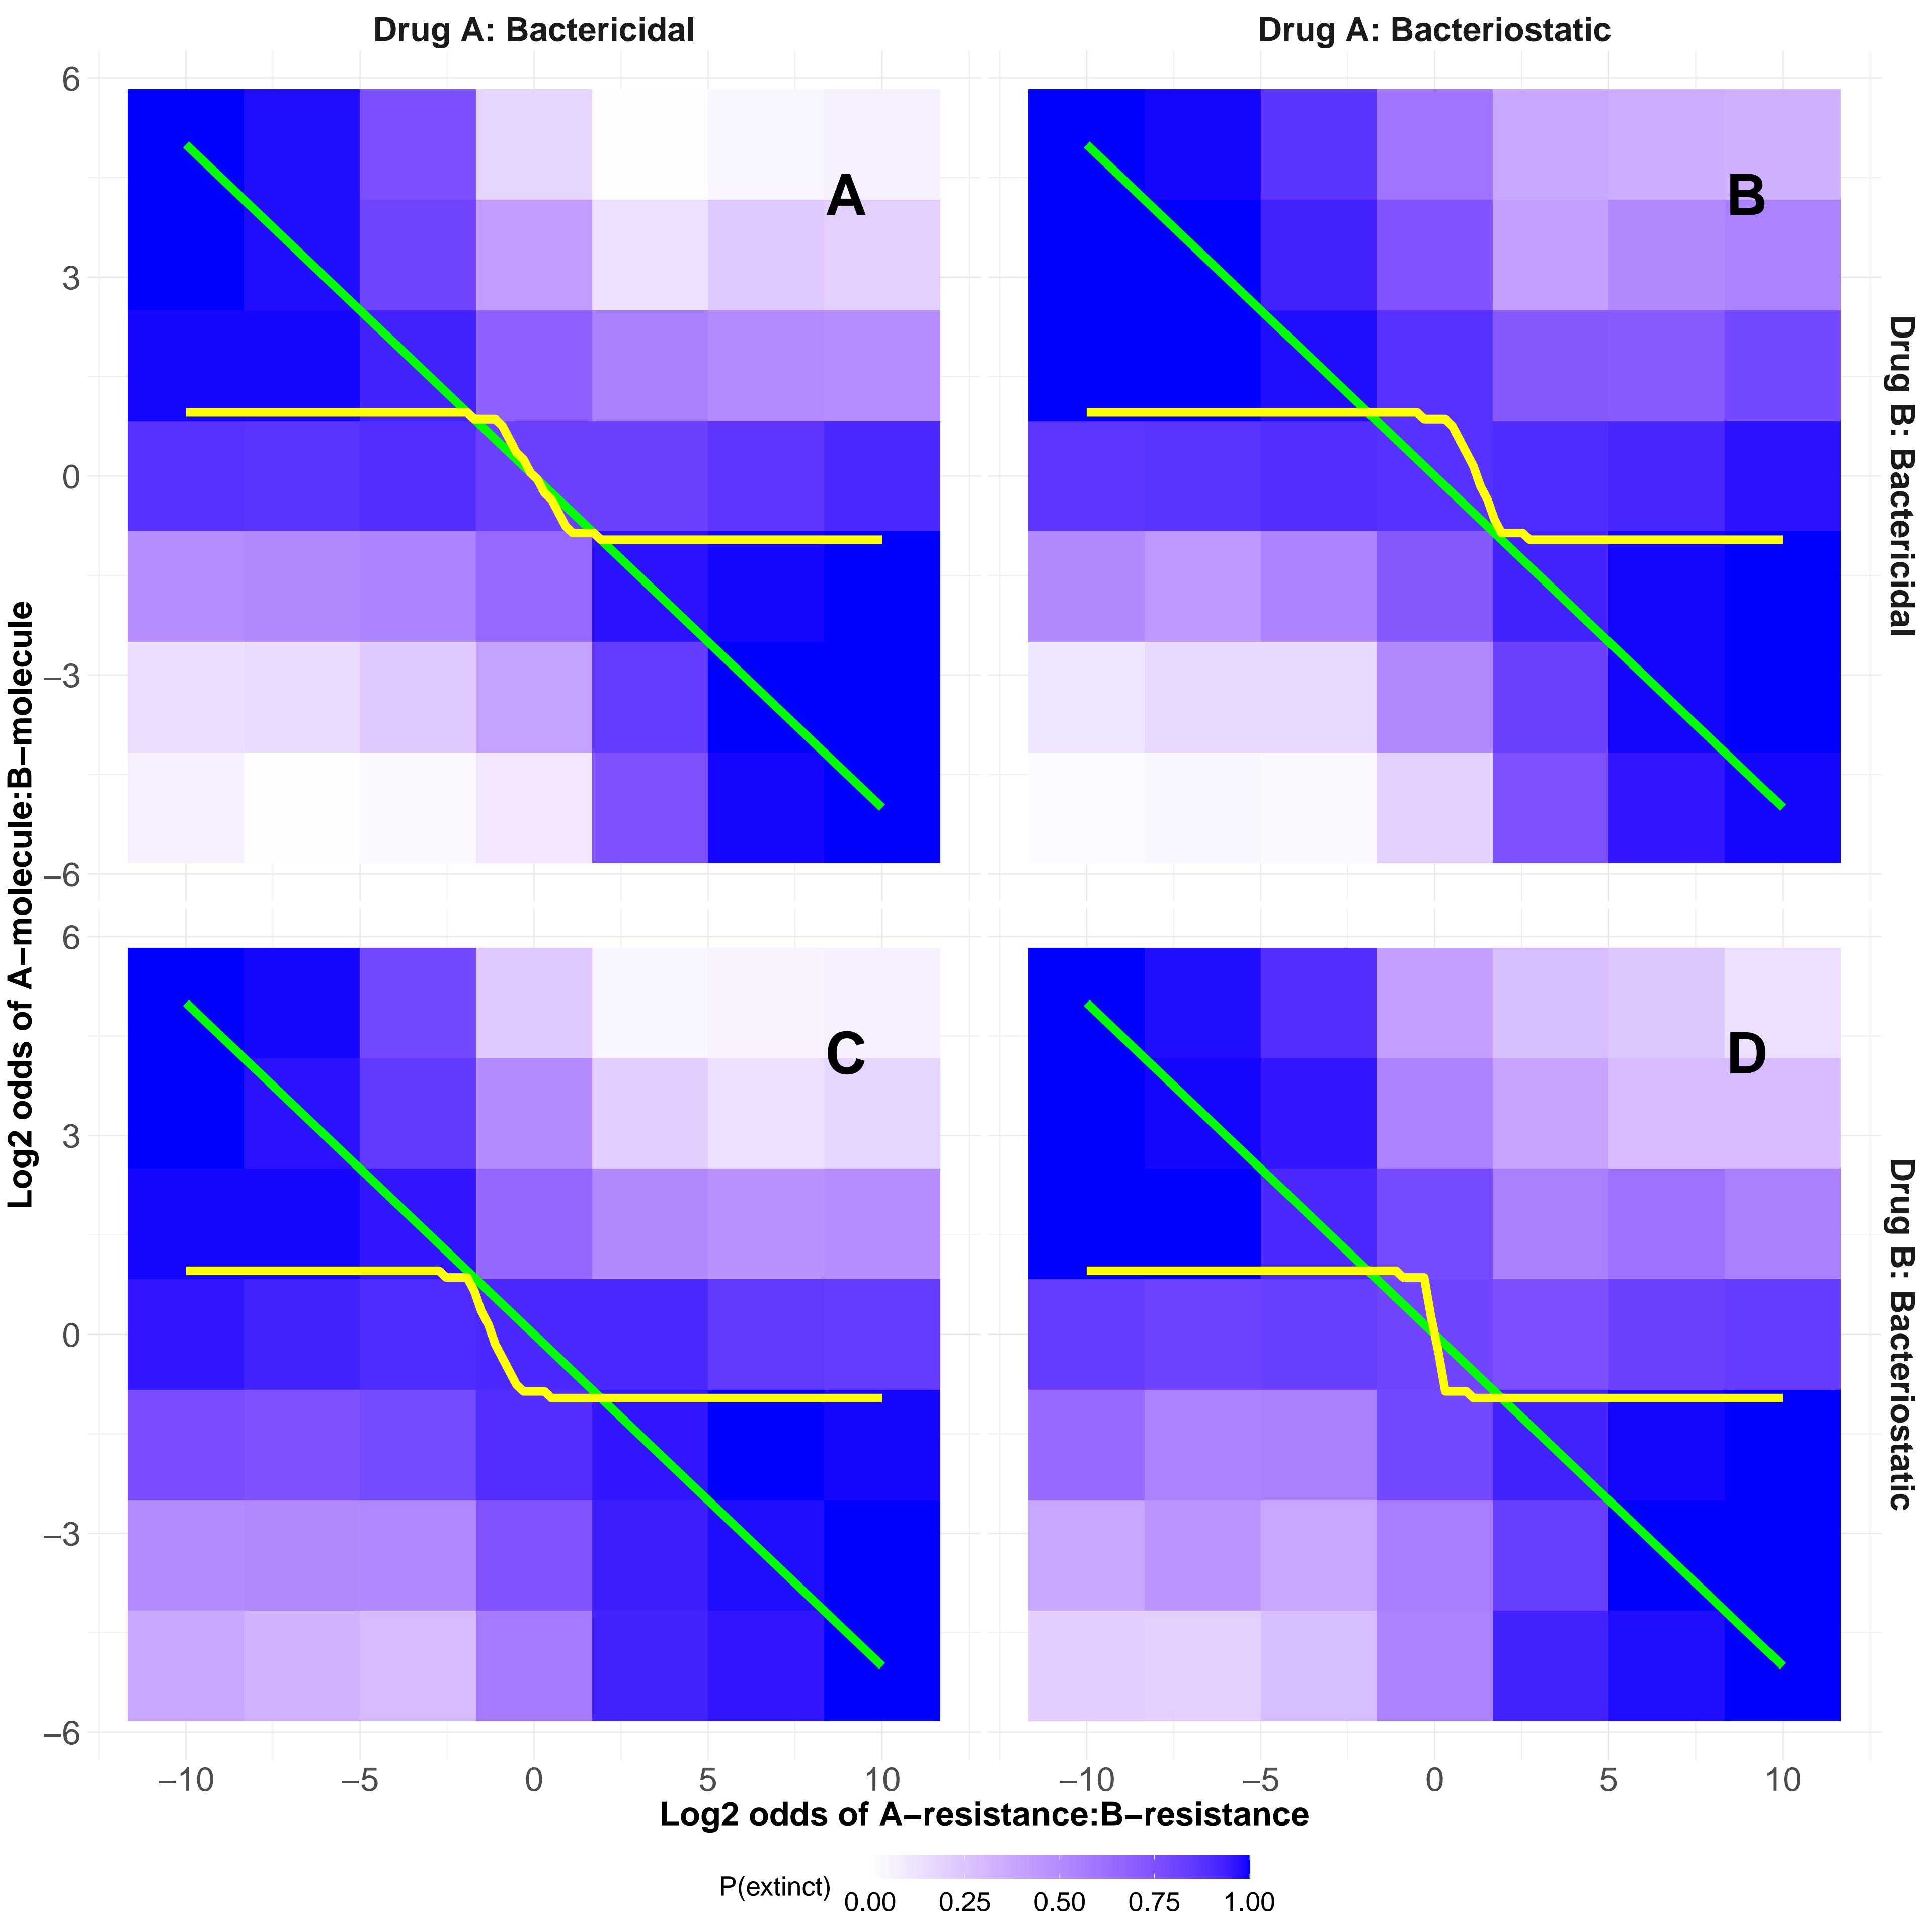 Drug A: Bactericidal
Drug A: Bacteriostatic
6
3
0
−3
−6
A
B
Drug B: Bactericidal
Log2 odds of A−molecule:B−molecule
6
3
0
−3
−6
C
D
Drug B: Bacteriostatic
−10
−5
0
5
10
−10
−5
0
5
10
Log2 odds of A−resistance:B−resistance
P(extinct)
0.00
0.25
0.50
0.75
1.00